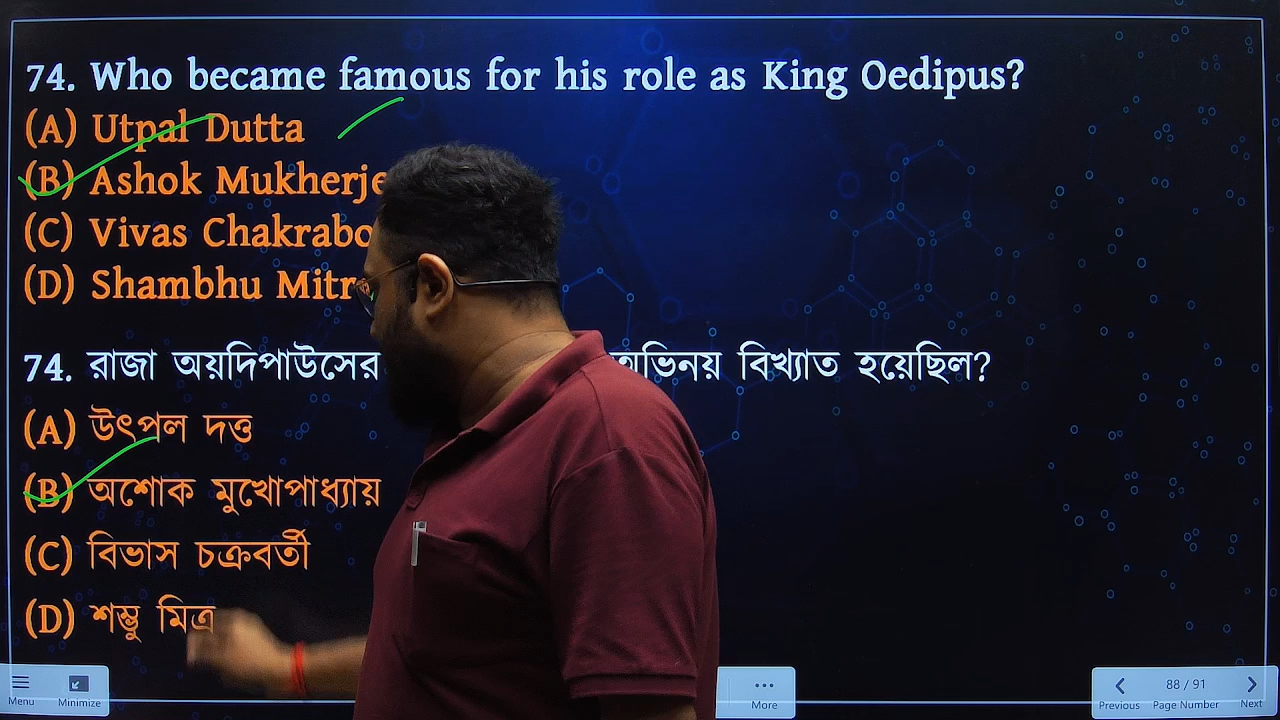 74. Who became famous for his role as King Oedipus?
(A) Utpal Dutta
(B) Ashok Mukherje
(C) Vivas Chakrabo
(D) Shambhu Mitr
74. রাজা অয়দিপাউসের অভিনয় বিখ্যাত হয়েছিল?
(A) উৎপল দত্ত
(B) অশোক মুখোপাধ্যায়
(C) বিভাস চক্রবর্তী
(D) শম্ভু মিত্র
Menu Minimize More Previous 88 / 91 Page Number Next